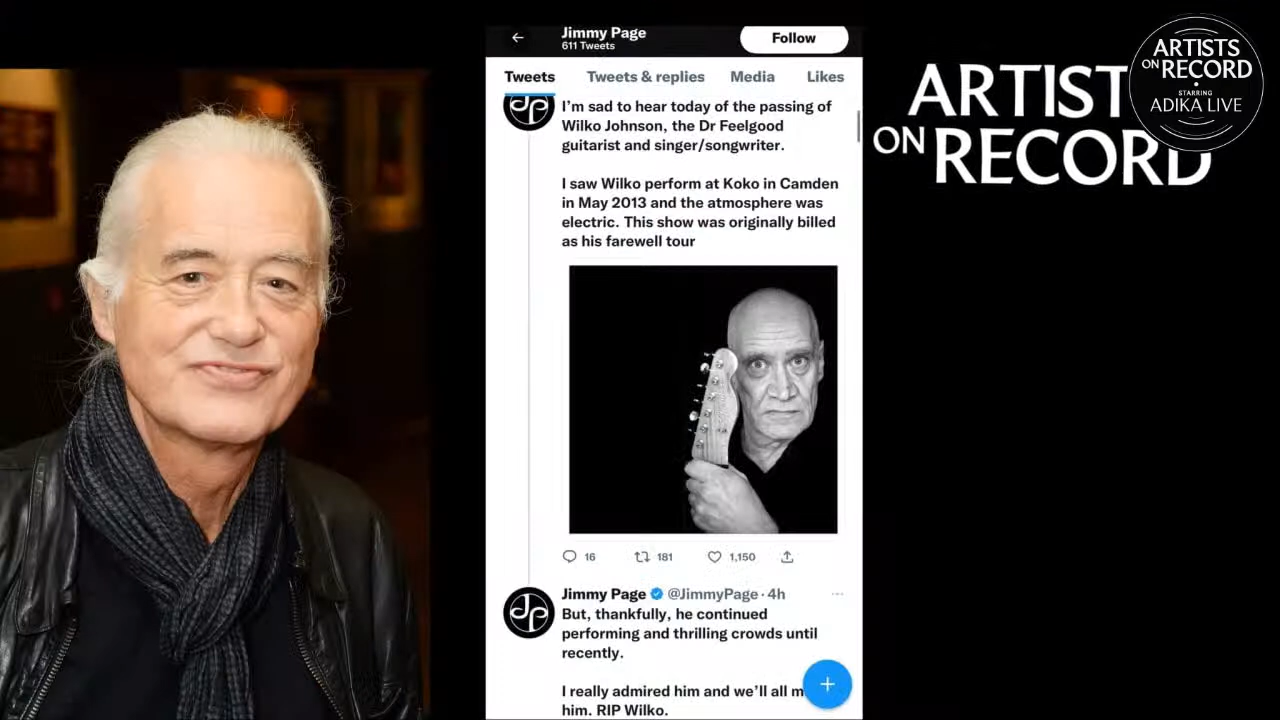 Jimmy Page
611 Tweets
Follow
Tweets
Tweets & replies
Media
Likes
I'm sad to hear today of the passing of
Wilko Johnson, the Dr Feelgood
guitarist and singer/songwriter.
I saw Wilko perform at Koko in Camden
in May 2013 and the atmosphere was
electric. This show was originally billed
as his farewell tour
16
181
1,150
Jimmy Page @JimmyPage · 4h
But, thankfully, he continued
performing and thrilling crowds until
recently.
I really admired him and we'll all
him. RIP Wilko.
ARTIST
ON RECORD
ARTISTS
ON RECORD
STARRING
ADIKA LIVE